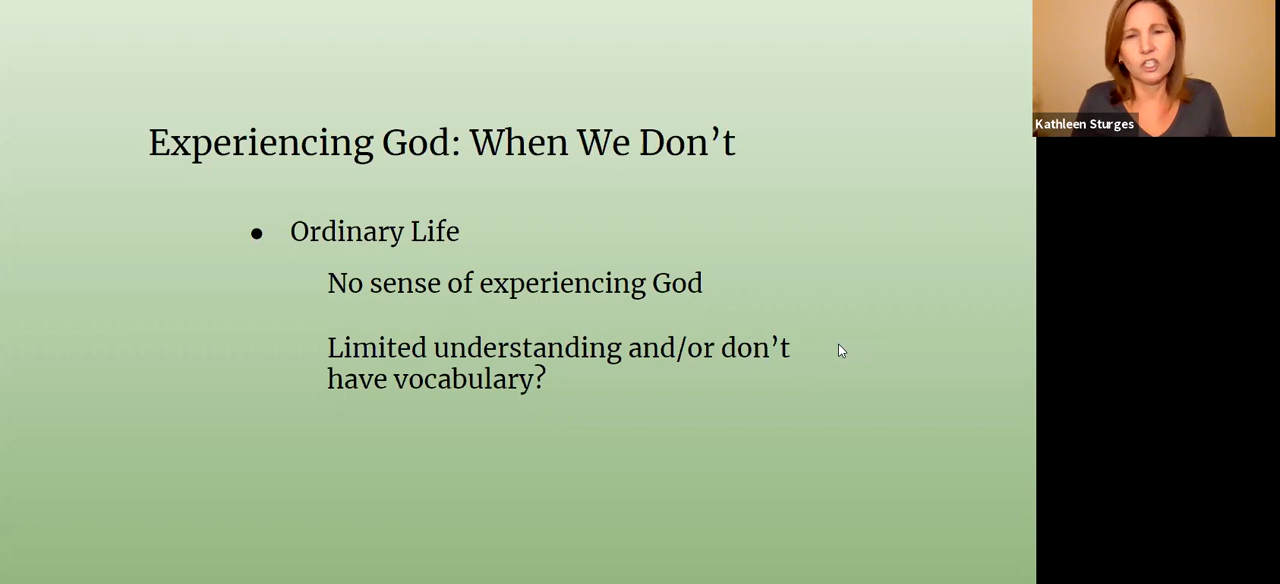 Experiencing God: When We Don’t
● Ordinary Life
No sense of experiencing God
Limited understanding and/or don’t
have vocabulary?
Kathleen Sturges